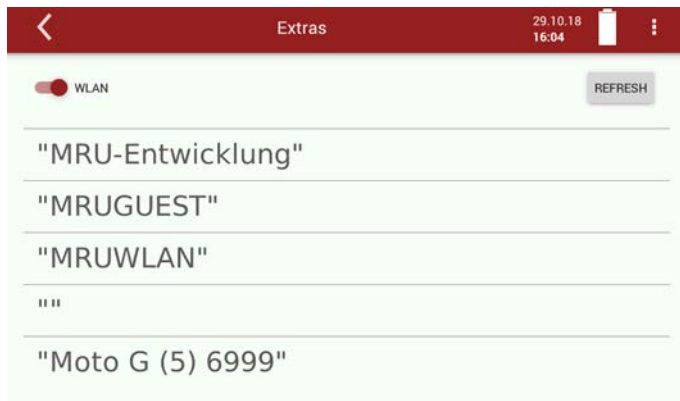 Extras
29.10.18
16:04
WLAN
REFRESH
"MRU-Entwicklung"
"MRUGUEST"
"MRUWLAN"
""
"Moto G (5) 6999"